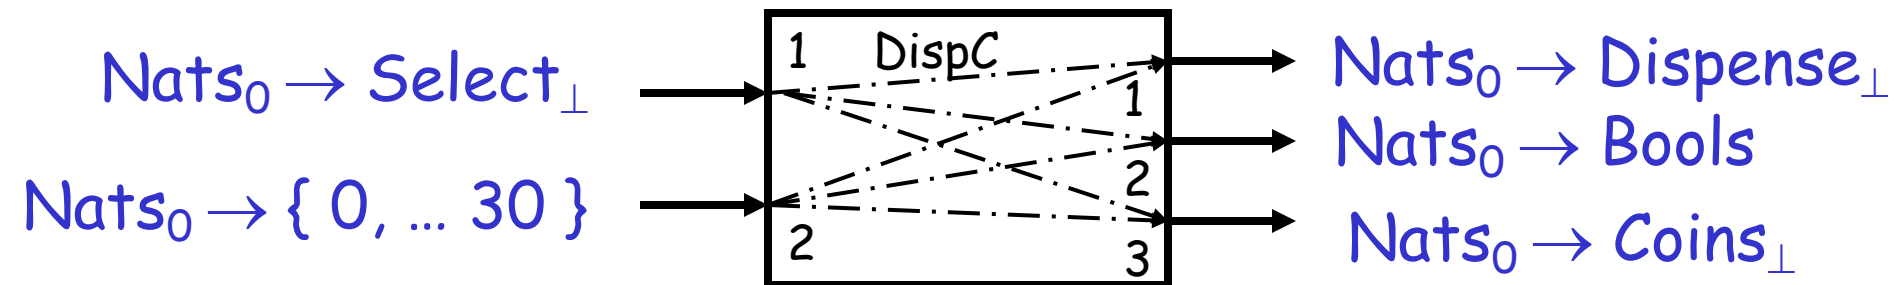 Nats₀ → Select⊥
Nats₀ → { 0, … 30 }
1 DispC
2
1
2
3
Nats₀ → Dispense⊥
Nats₀ → Bools
Nats₀ → Coins⊥